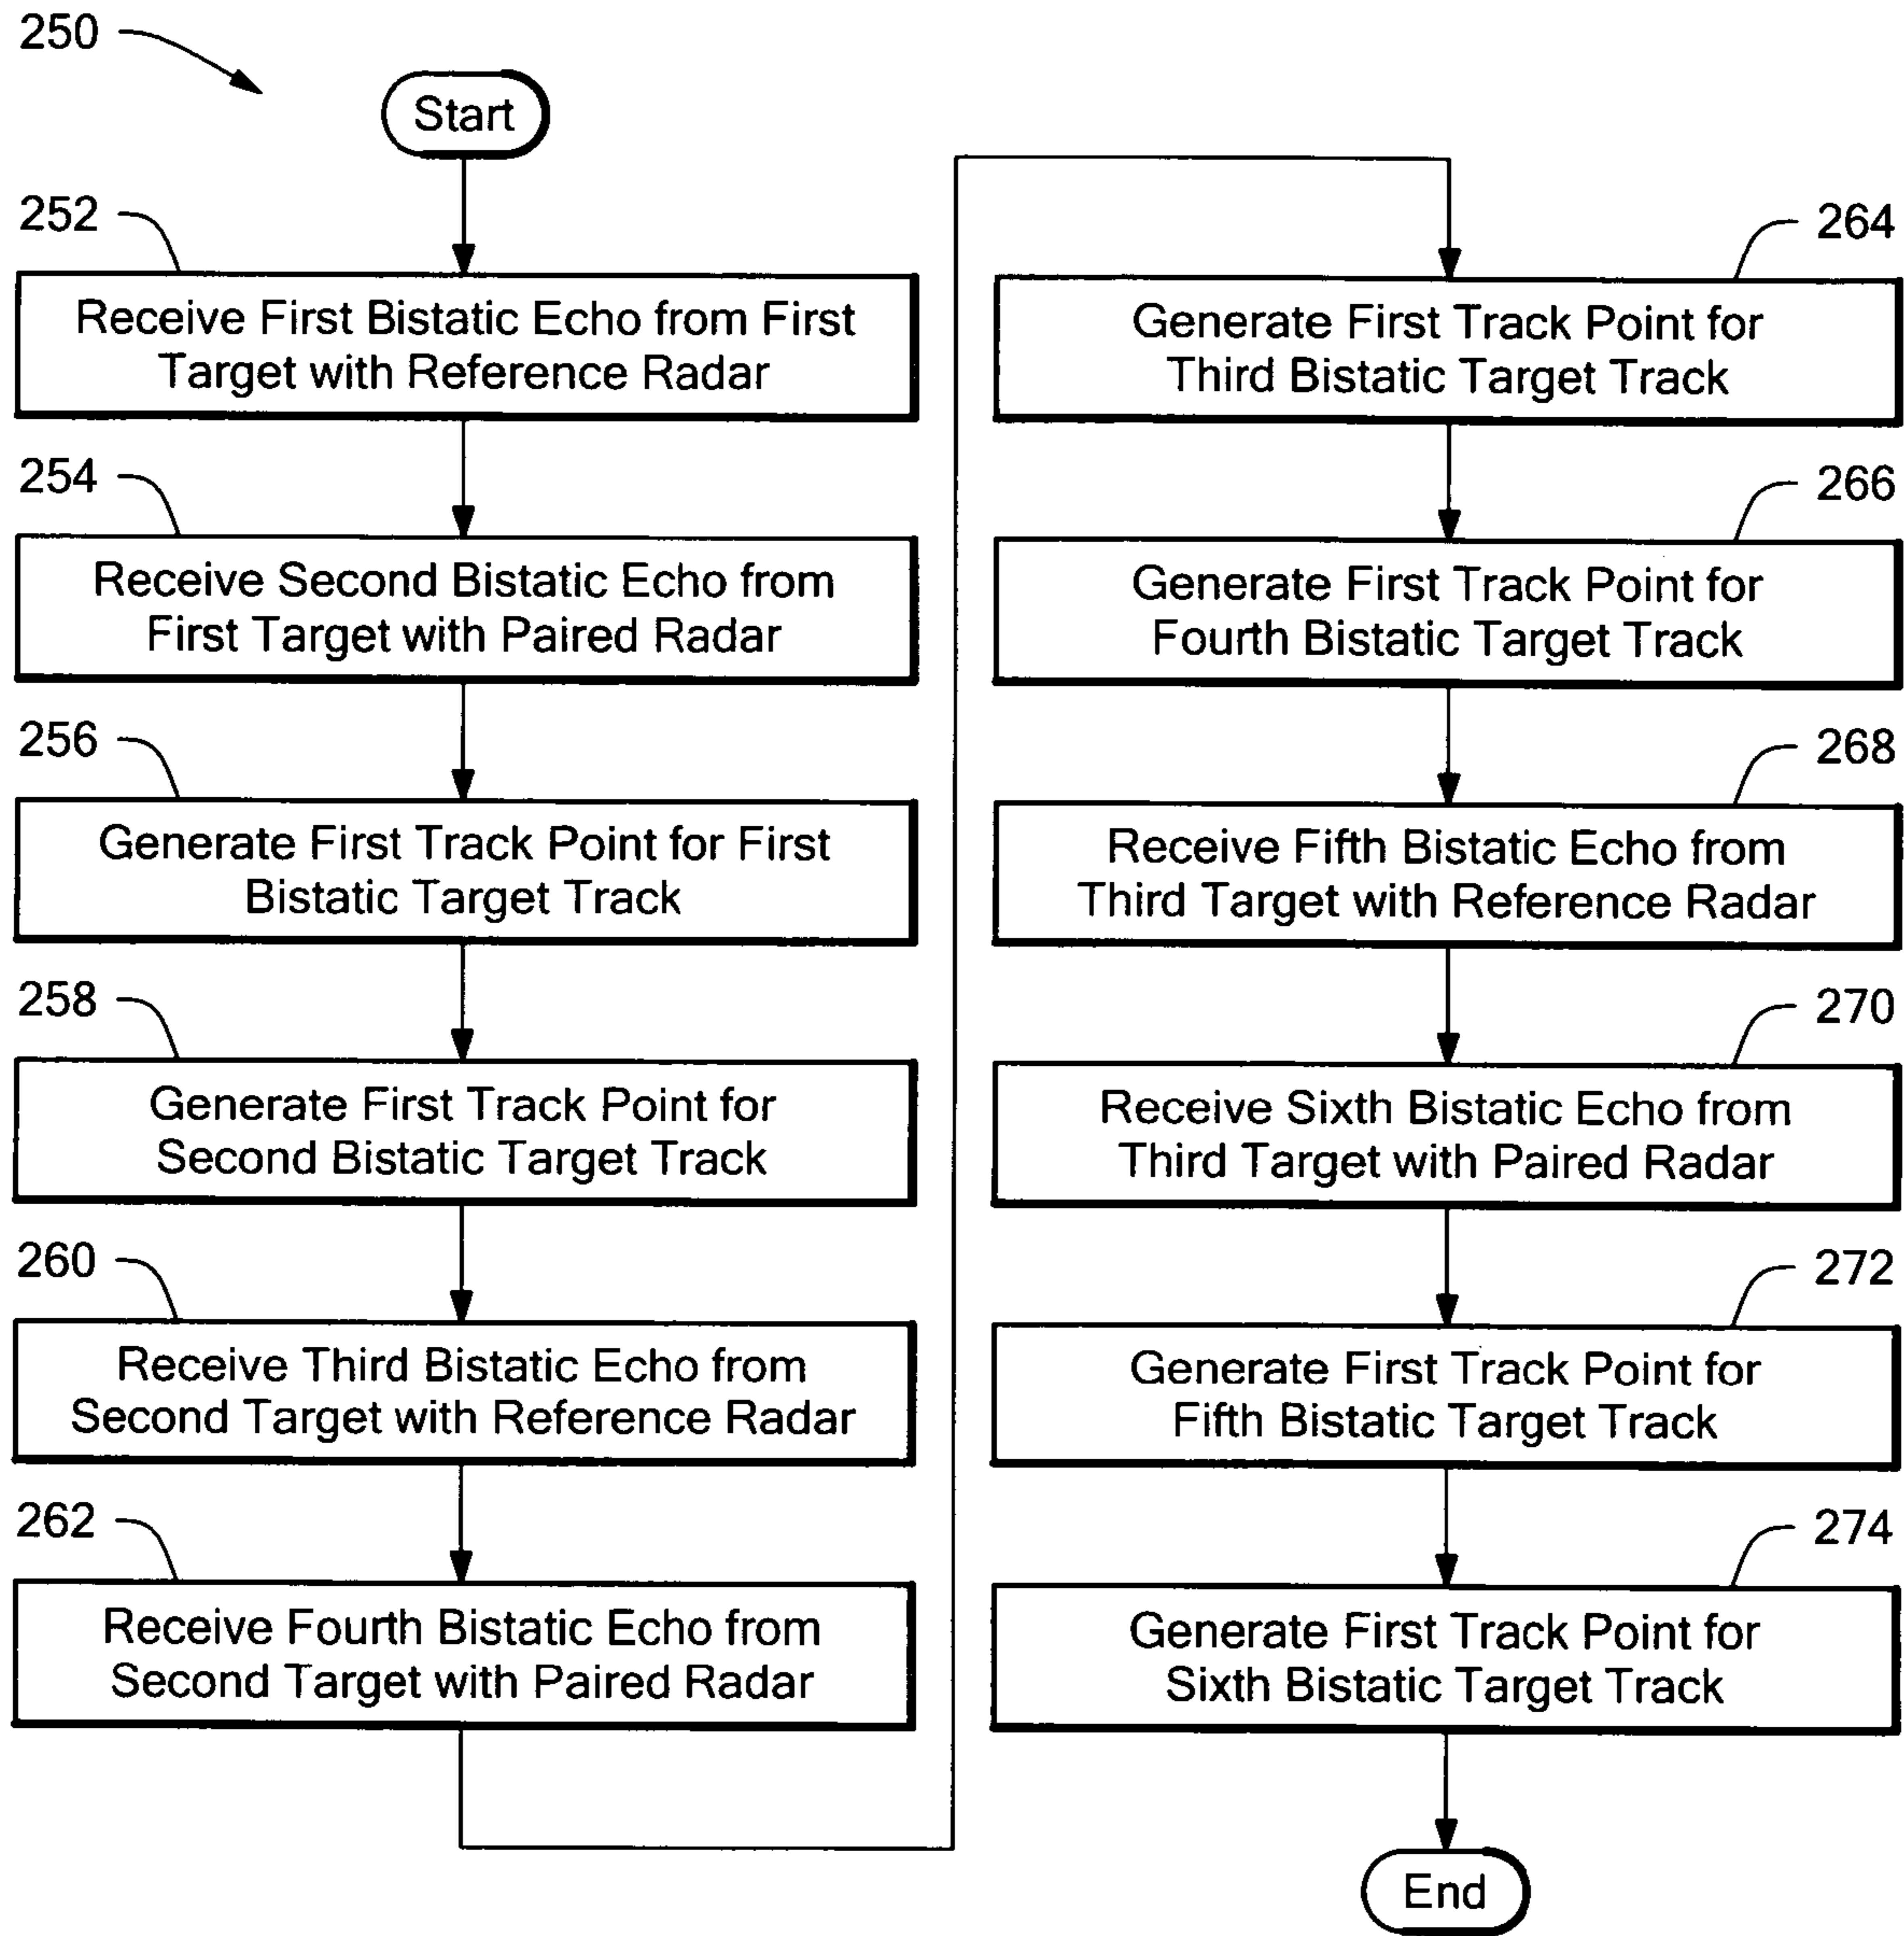 250
Start
252
Receive First Bistatic Echo from First
Target with Reference Radar
254
Receive Second Bistatic Echo from
First Target with Paired Radar
256
Generate First Track Point for First
Bistatic Target Track
258
Generate First Track Point for
Second Bistatic Target Track
260
Receive Third Bistatic Echo from
Second Target with Reference Radar
262
Receive Fourth Bistatic Echo from
Second Target with Paired Radar
264
Generate First Track Point for
Third Bistatic Target Track
266
Generate First Track Point for
Fourth Bistatic Target Track
268
Receive Fifth Bistatic Echo from
Third Target with Reference Radar
270
Receive Sixth Bistatic Echo from
Third Target with Paired Radar
272
Generate First Track Point for
Fifth Bistatic Target Track
274
Generate First Track Point for
Sixth Bistatic Target Track
End